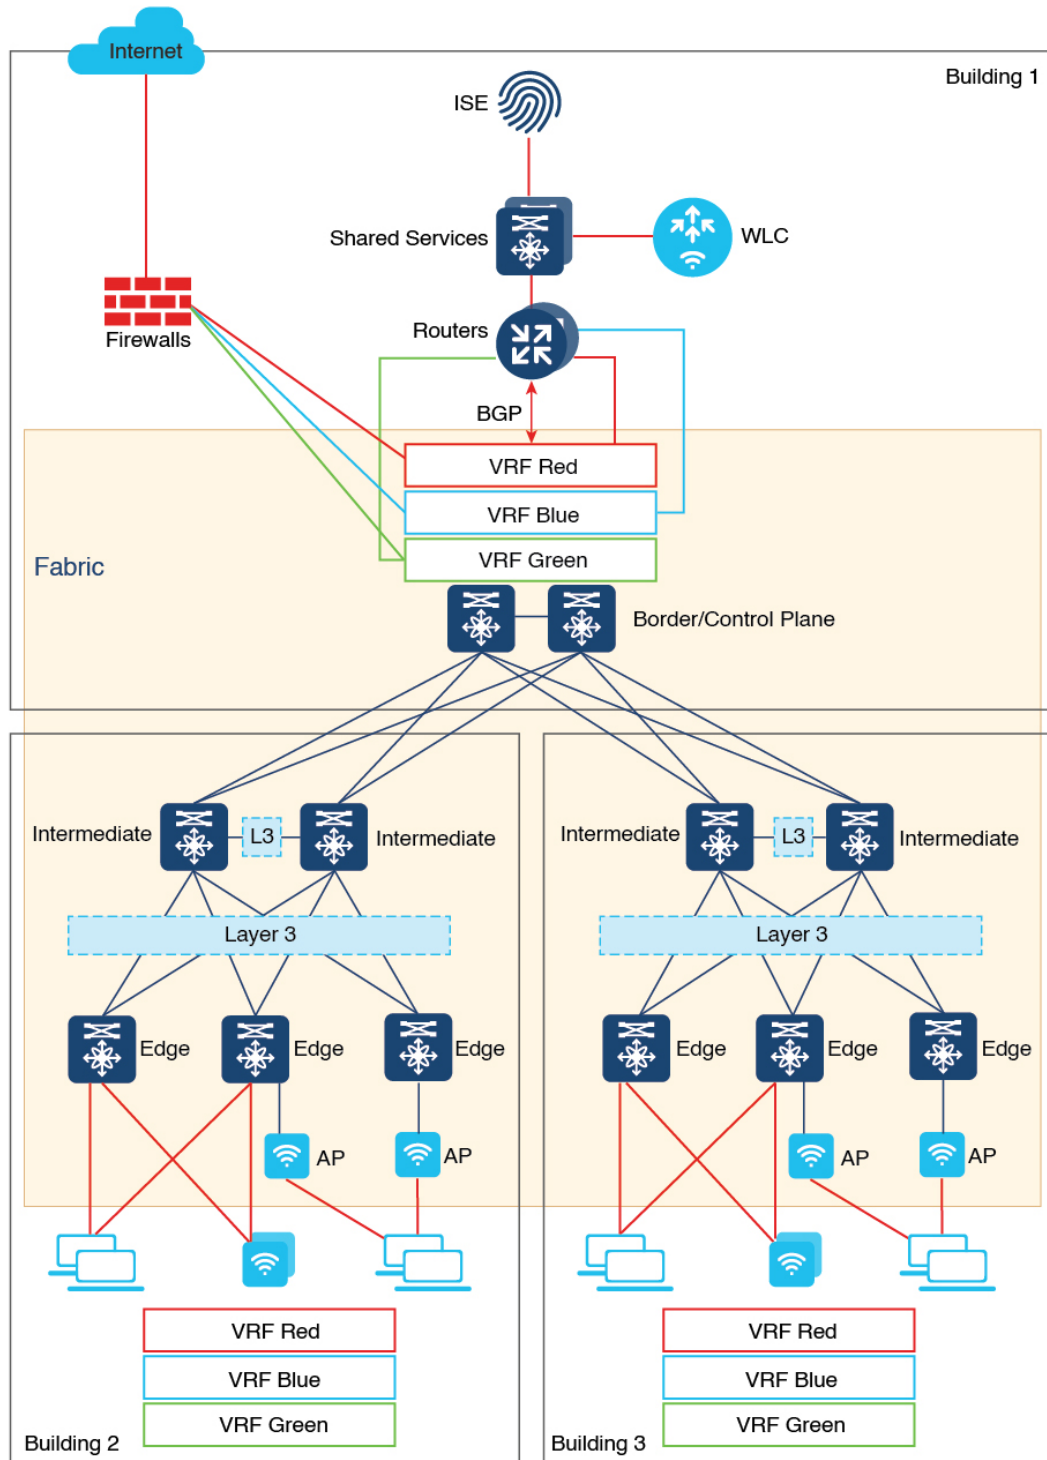 Internet
Building 1
ISE
Shared Services
WLC
Routers
Firewalls
BGP
VRF Red
VRF Blue
VRF Green
Fabric
Border/Control Plane
Intermediate
L3
Intermediate
Intermediate
L3
Intermediate
Layer 3
Layer 3
Edge
Edge
Edge
Edge
Edge
Edge
AP
AP
AP
AP
VRF Red
VRF Blue
VRF Green
Building 2
VRF Red
VRF Blue
VRF Green
Building 3